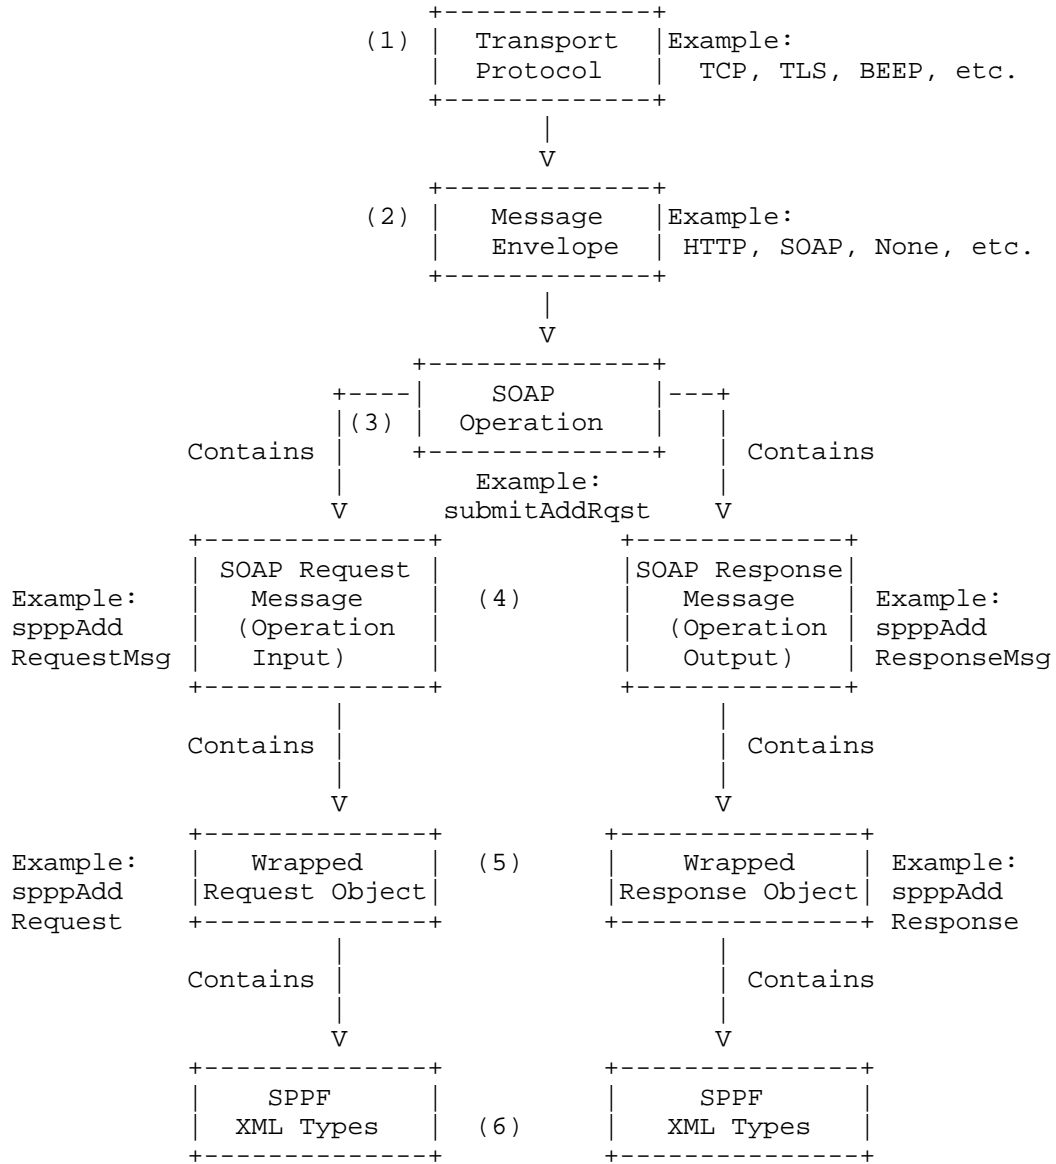 +-------------+
          (1) |  Transport  |Example:
              |  Protocol   |  TCP, TLS, BEEP, etc.
              +-------------+
                     |
                     V
              +-------------+
          (2) |   Message   |Example:
              |   Envelope  | HTTP, SOAP, None, etc.
              +-------------+
                     |
                     V
             +--------------+
        +----|    SOAP      |---+
        |(3) |  Operation   |   |
Contains |    +--------------+   | Contains
        |       Example:        |
        V     submitAddRqst     V
+--------------+            +-------------+
| SOAP Request |            |SOAP Response|
Example: |   Message    |  (4)       |   Message   | Example:
spppAdd  |  (Operation  |            |  (Operation | spppAdd
RequestMsg |   Input)     |            |   Output)   | ResponseMsg
+--------------+            +-------------+
        |                       |
Contains |                       | Contains
        |                       |
        V                       V
+--------------+           +---------------+
Example: |   Wrapped    |  (5)      |    Wrapped    | Example:
spppAdd  |Request Object|           |Response Object| spppAdd
Request  +--------------+           +---------------+ Response
        |                       |
Contains |                       | Contains
        |                       |
        V                       V
+--------------+           +---------------+
|     SPPF     |           |     SPPF      |
|  XML Types   |  (6)      |   XML Types   |
+--------------+           +---------------+